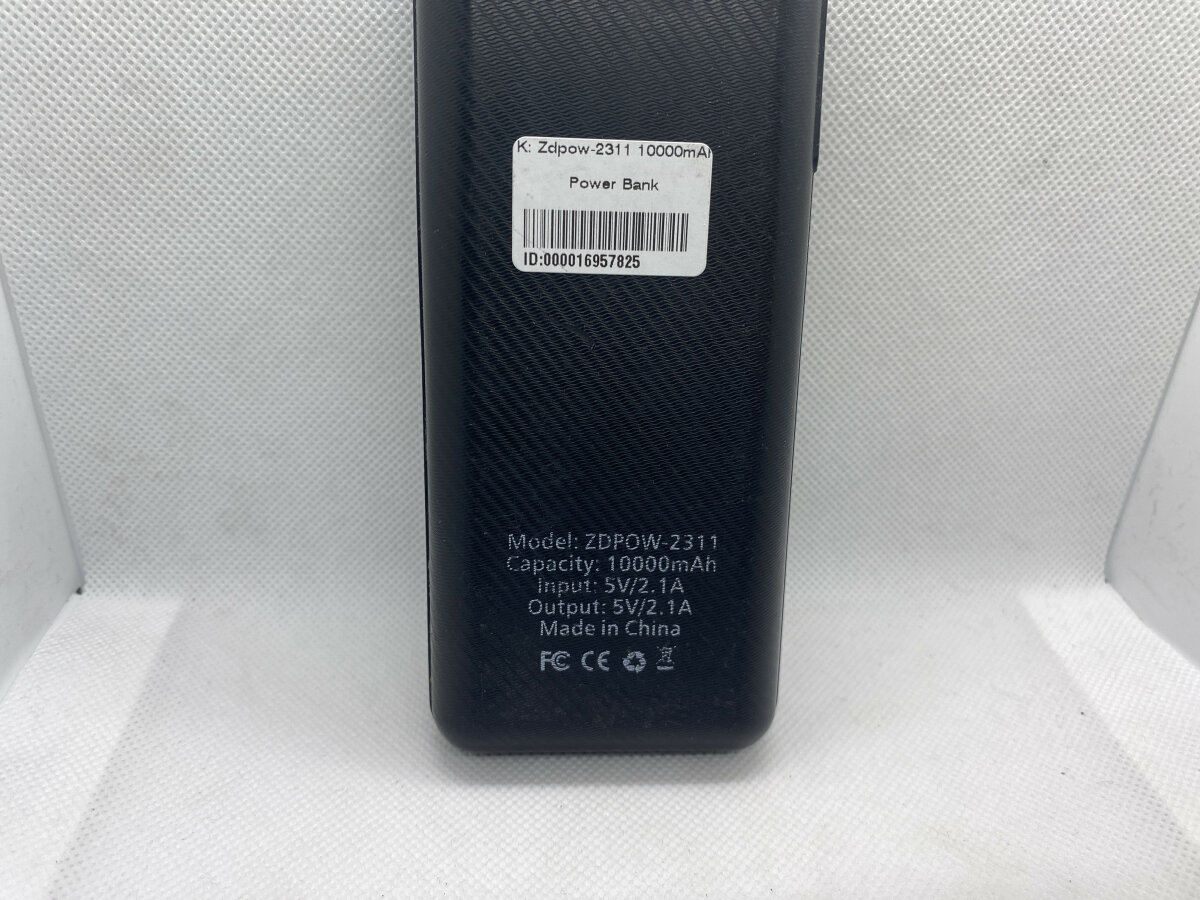 K: Zdpow-2311 10000mAh
Power Bank
ID:000016957825
Model: ZDPOW-2311
Capacity: 10000mAh
Input: 5V/2.1A
Output: 5V/2.1A
Made in China
FC CE